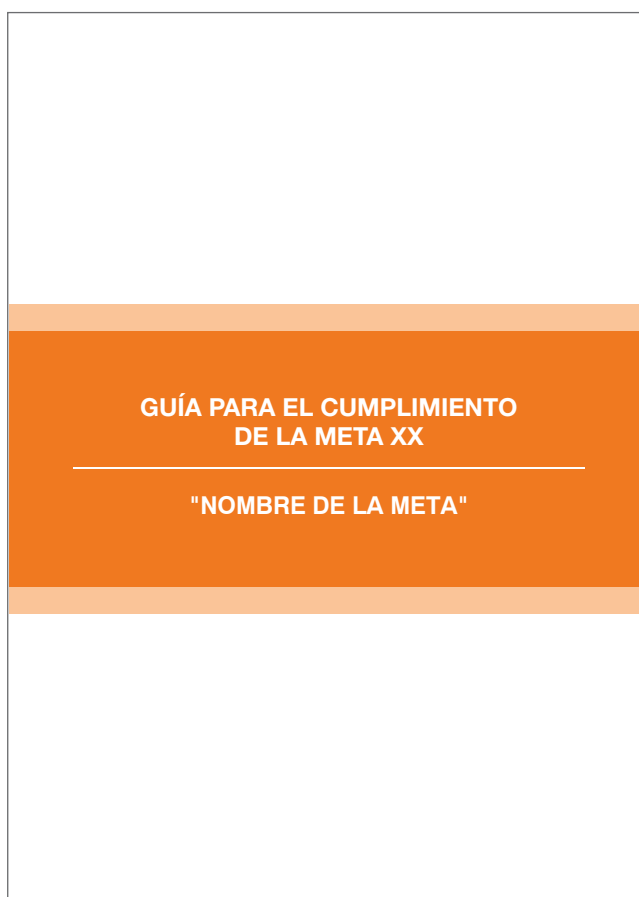 GUÍA PARA EL CUMPLIMIENTO
DE LA META XX
"NOMBRE DE LA META"